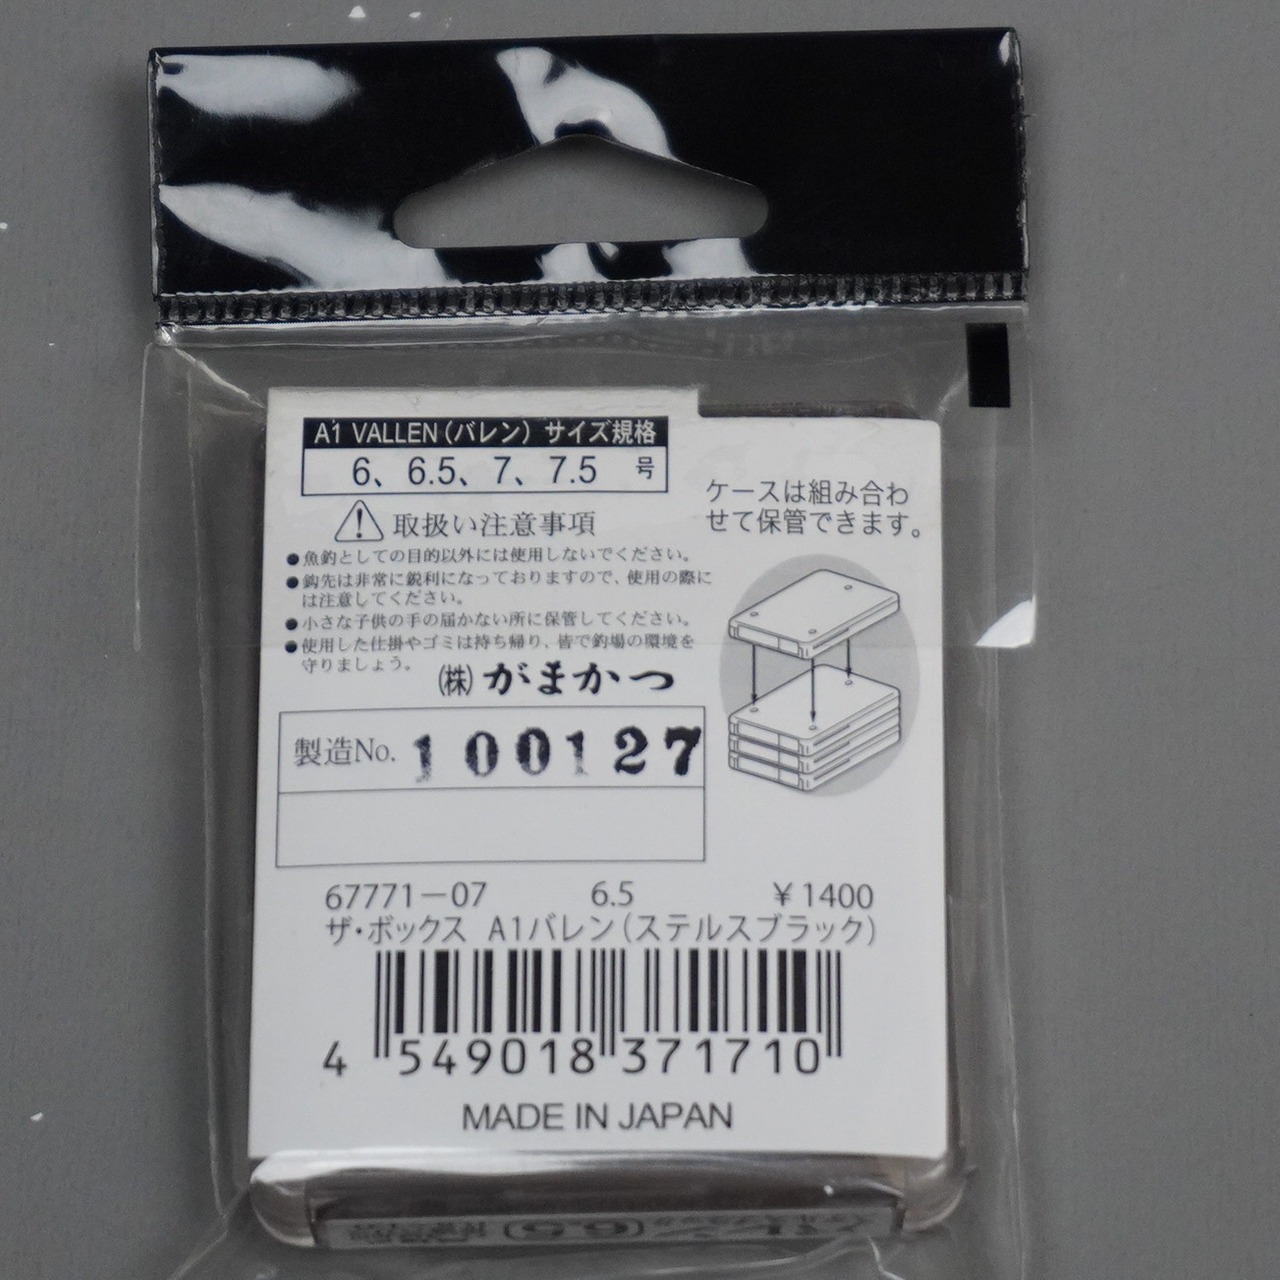 A1 VALLEN（バレン）サイズ規格
6、6.5、7、7.5 号
取扱い注意事項
●魚釣としての目的以外には使用しないでください。
●鈎先は非常に鋭利になっておりますので、使用の際に
は注意してください。
●小さな子供の手の届かない所に保管してください。
●使用した仕掛やゴミは持ち帰り、皆で釣場の環境を
守りましょう。
㈱がまかつ
ケースは組み合わ
せて保管できます。
製造No. 100127
67771－07 6.5 ￥1400
ザ・ボックス A1バレン（ステルスブラック）
4 549018 371710
MADE IN JAPAN
(6.5)